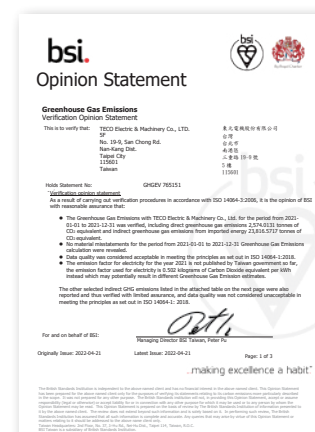 bsi.
Opinion Statement
Greenhouse Gas Emissions
Verification Opinion Statement
This is to verify that: TECO Electric & Machinery Co., LTD.
5F
No. 19-9, San Chong Rd.
Nan-Kang Dist.
Taipei City
115601
Taiwan
東元電機股份有限公司
台灣
台北市
南港區
三重路 19-9 號
5 樓
115601
Holds Statement No: GHGEV 765151
Verification opinion statement
As a result of carrying out verification procedures in accordance with ISO 14064-3:2006, it is the opinion of BSI
with reasonable assurance that:
● The Greenhouse Gas Emissions with TECO Electric & Machinery Co., Ltd. for the period from 2021-
01-01 to 2021-12-31 was verified, including direct greenhouse gas emissions 2,574.0131 tonnes of
CO₂ equivalent and indirect greenhouse gas emissions from imported energy 23,816.5717 tonnes of
CO₂ equivalent.
● No material misstatements for the period from 2021-01-01 to 2021-12-31 Greenhouse Gas Emissions
calculation were revealed.
● Data quality was considered acceptable in meeting the principles as set out in ISO 14064-1:2018.
● The emission factor for electricity for the year 2021 is not published by Taiwan government so far,
the emission factor used for electricity is 0.502 kilograms of Carbon Dioxide equivalent per kWh
instead which may potentially result in different Greenhouse Gas Emission estimates.
The other selected indirect GHG emissions listed in the attached table on the next page were also
reported and thus verified with limited assurance, and data quality was not considered unacceptable in
meeting the principles as set out in ISO 14064-1: 2018.
For and on behalf of BSI:
Managing Director BSI Taiwan, Peter Pu
Originally Issue: 2022-04-21 Latest Issue: 2022-04-21 Page: 1 of 3
...making excellence a habit.™